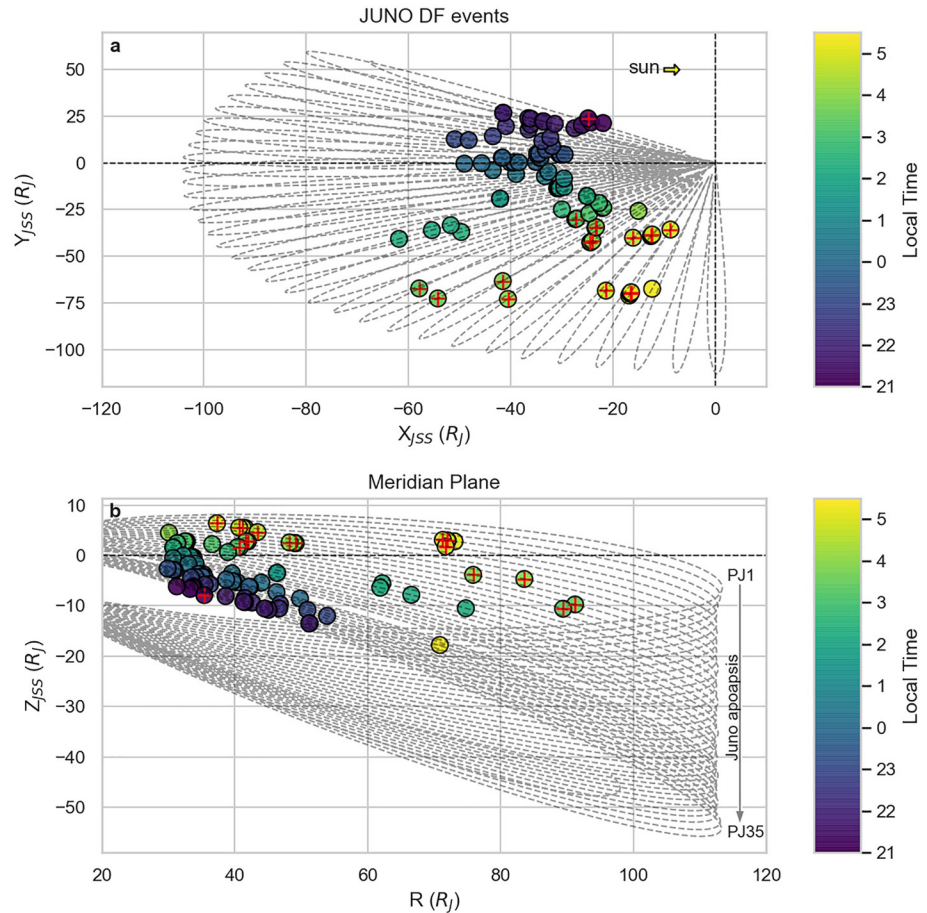 JUNO DF events
a
sun
50
25
0
−25
−50
−75
−100
Y_JSS (R_J)
−120 −100 −80 −60 −40 −20 0
X_JSS (R_J)
5
4
3
2
1
0
23
22
21
Local Time
Meridian Plane
b
10
0
−10
−20
−30
−40
−50
Z_JSS (R_J)
PJ1
Juno apoapsis
PJ35
20 40 60 80 100 120
R (R_J)
5
4
3
2
1
0
23
22
21
Local Time